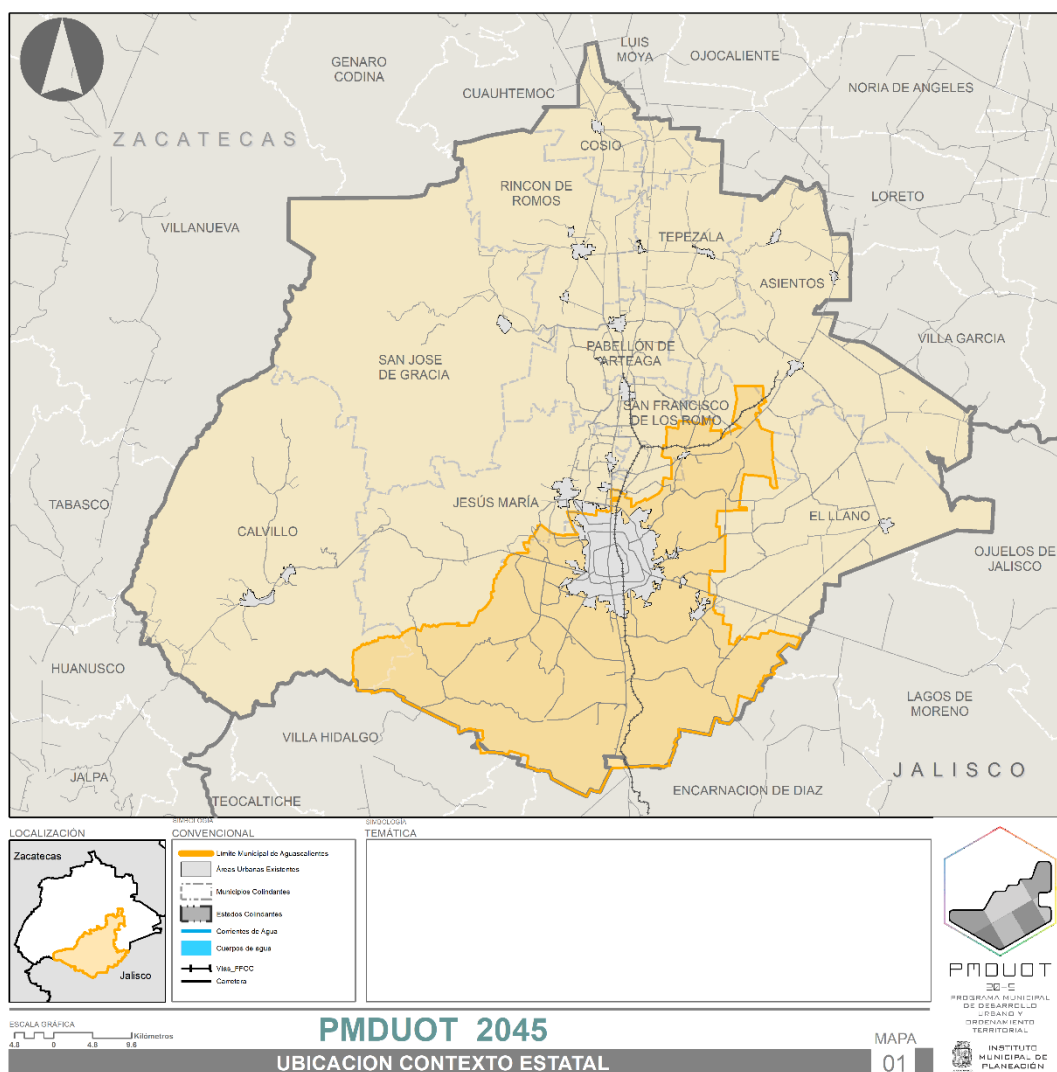 LUIS
MOYA
OJOCALIENTE
GENARO
CODINA
CUAUHTEMOC
NORIA DE ANGELES
ZACATECAS
COSIO
RINCON DE
ROMOS
LORETO
VILLANUEVA
TEPEZALA
ASIENTOS
VILLA GARCIA
PABELLÓN DE
ARTEAGA
SAN JOSE
DE GRACIA
SAN FRANCISCO
DE LOS ROMO
TABASCO
JESÚS MARÍA
EL LLANO
CALVILLO
OJUELOS DE
JALISCO
HUANUSCO
LAGOS DE
MORENO
VILLA HIDALGO
JALISCO
JALPA
ENCARNACION DE DIAZ
TEOCALTICHE
LOCALIZACIÓN
Zacatecas
Jalisco
SIMBOLOGÍA
CONVENCIONAL
Límite Municipal de Aguascalientes
Áreas Urbanas Existentes
Municipios Colindantes
Estados Colindantes
Corrientes de Agua
Cuerpos de agua
Vias_FFCC
Carretera
SIMBOLOGÍA
TEMÁTICA
PMDUOT
PROGRAMA MUNICIPAL
DE DESARROLLO
URBANO Y
ORDENAMIENTO
TERRITORIAL
INSTITUTO
MUNICIPAL DE
PLANEACIÓN
ESCALA GRÁFICA
4.8 0 4.8 9.6 Kilómetros
PMDUOT 2045
UBICACION CONTEXTO ESTATAL
MAPA
01